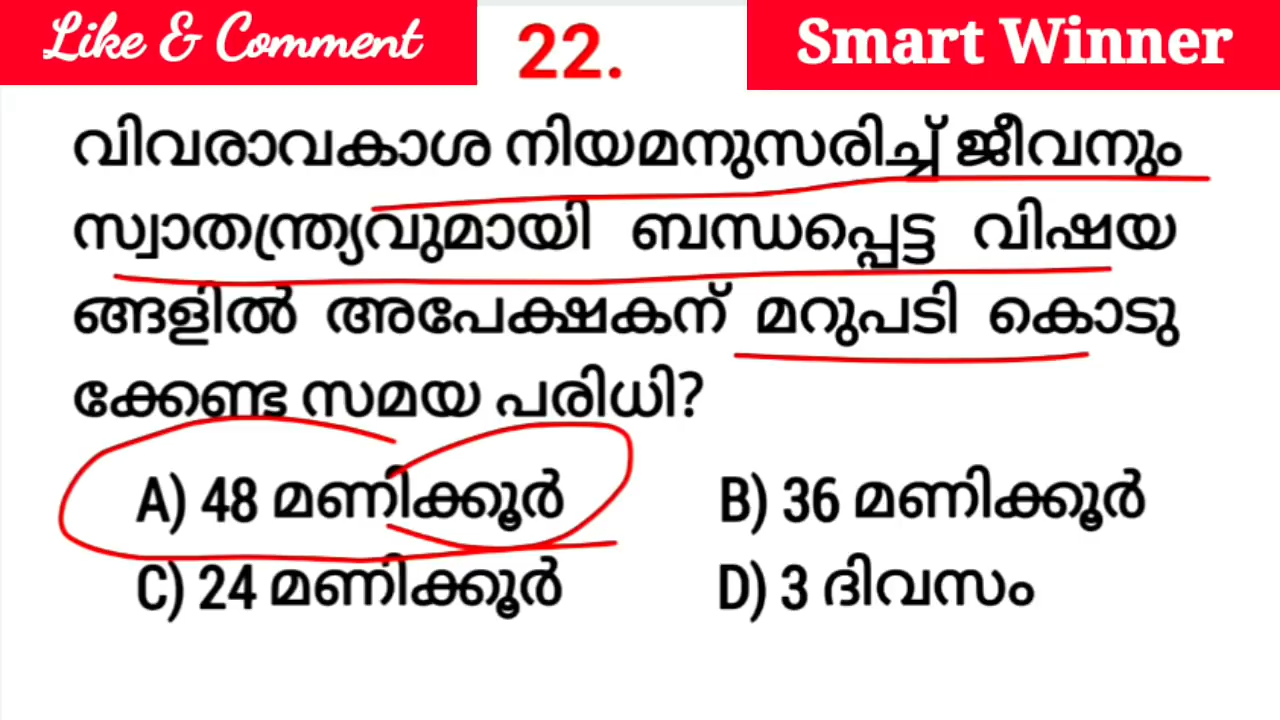 Like & Comment
22.
Smart Winner
വിവരാവകാശ നിയമനുസരിച്ച് ജീവനും
സ്വാതന്ത്ര്യവുമായി ബന്ധപ്പെട്ട വിഷയ
ങ്ങളിൽ അപേക്ഷകന് മറുപടി കൊടു
ക്കേണ്ട സമയ പരിധി?
A) 48 മണിക്കൂർ B) 36 മണിക്കൂർ
C) 24 മണിക്കൂർ D) 3 ദിവസം